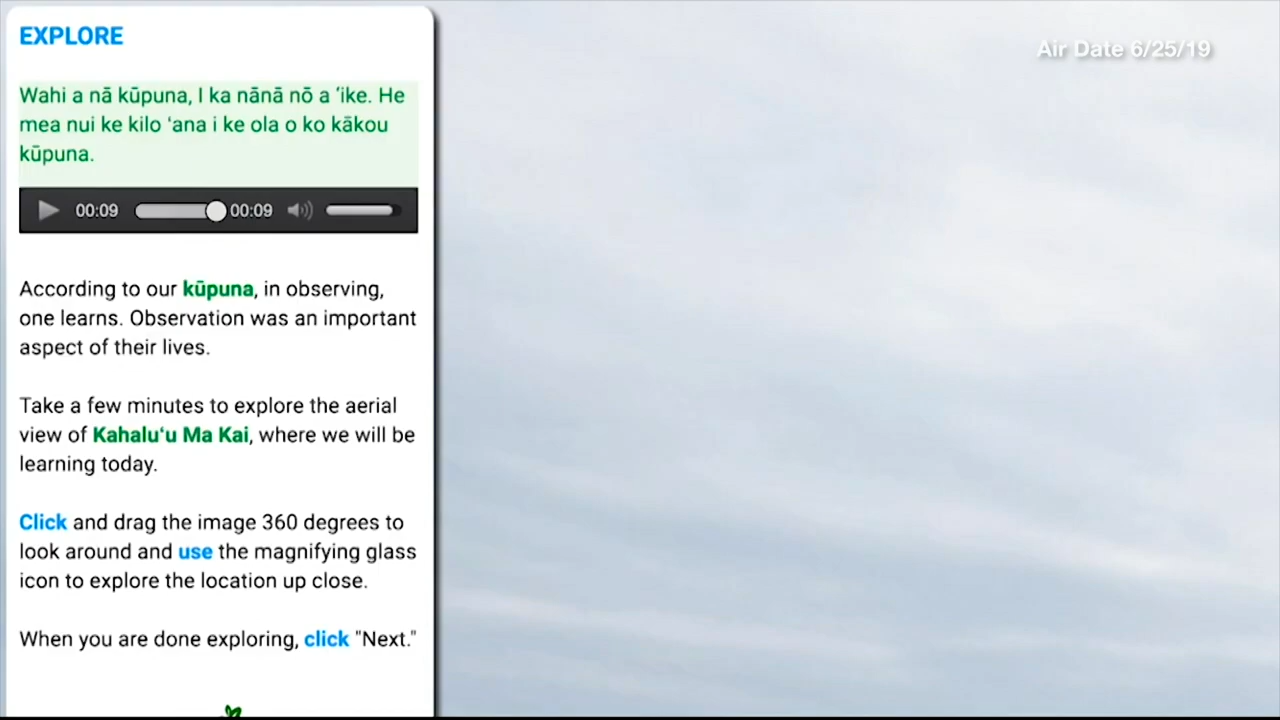 EXPLORE
Air Date 6/25/19
Wahi a nā kūpuna, I ka nānā nō a ʻike. He
mea nui ke kilo ʻana i ke ola o ko kākou
kūpuna.
00:09 00:09
According to our kūpuna, in observing,
one learns. Observation was an important
aspect of their lives.
Take a few minutes to explore the aerial
view of Kahaluʻu Ma Kai, where we will be
learning today.
Click and drag the image 360 degrees to
look around and use the magnifying glass
icon to explore the location up close.
When you are done exploring, click "Next."